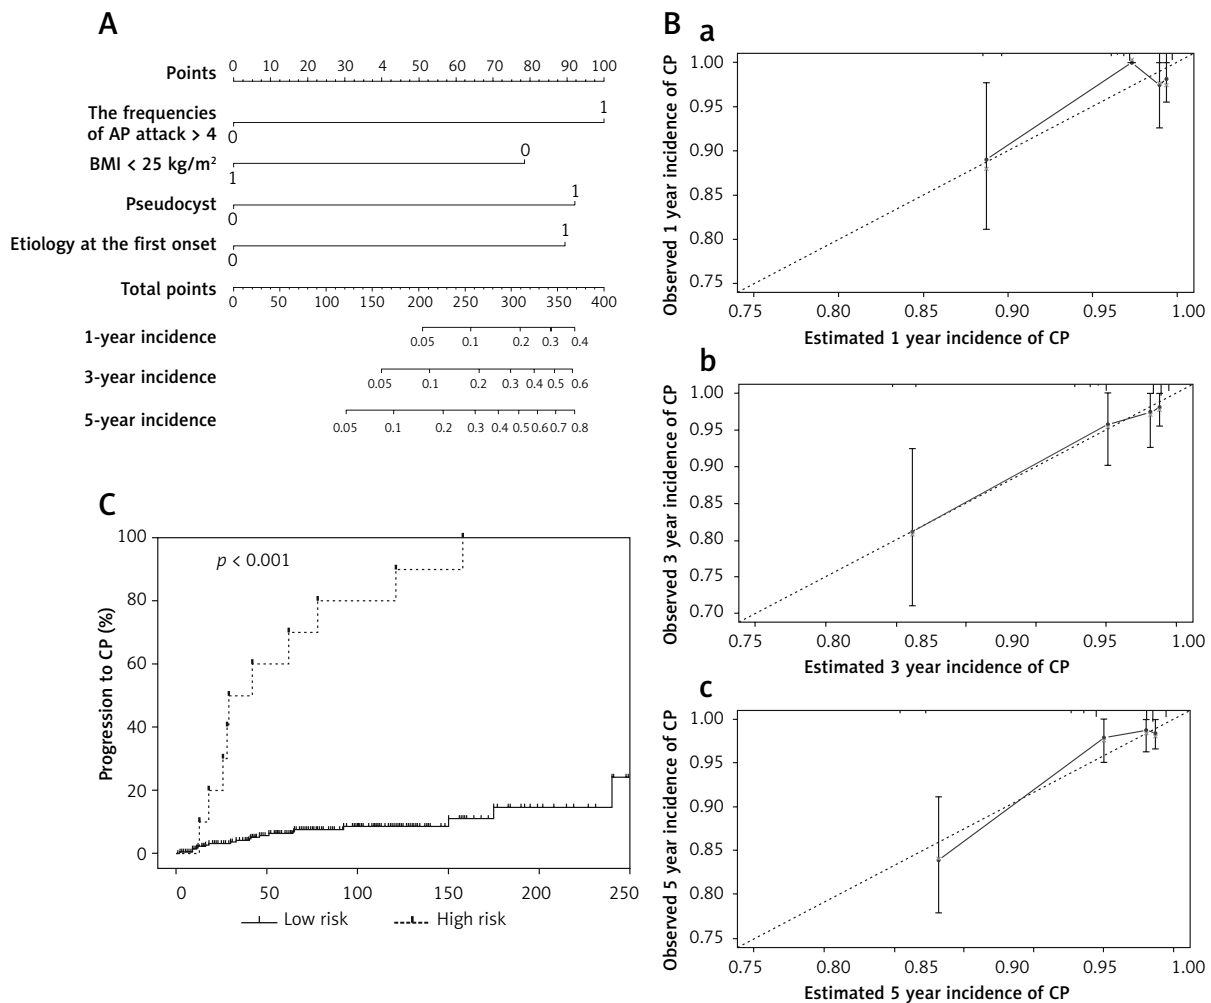 A
Points
0 10 20 30 4 50 60 70 80 90 100
The frequencies
of AP attack > 4
0 1
BMI < 25 kg/m²
1 0
Pseudocyst
0 1
Etiology at the first onset
0 1
Total points
0 50 100 150 200 250 300 350 400
1-year incidence
0.05 0.1 0.2 0.3 0.4
3-year incidence
0.05 0.1 0.2 0.3 0.4 0.5 0.6
5-year incidence
0.05 0.1 0.2 0.3 0.4 0.5 0.6 0.7 0.8
B
a
Observed 1 year incidence of CP
1.00
0.95
0.90
0.85
0.80
0.75
0.75 0.80 0.85 0.90 0.95 1.00
Estimated 1 year incidence of CP
b
Observed 3 year incidence of CP
1.00
0.95
0.90
0.85
0.80
0.75
0.70
0.75 0.80 0.85 0.90 0.95 1.00
Estimated 3 year incidence of CP
c
Observed 5 year incidence of CP
1.00
0.95
0.90
0.85
0.80
0.75
0.75 0.80 0.85 0.90 0.95 1.00
Estimated 5 year incidence of CP
C
Progression to CP (%)
100
80
60
40
20
0
p < 0.001
0 50 100 150 200 250
Low risk High risk